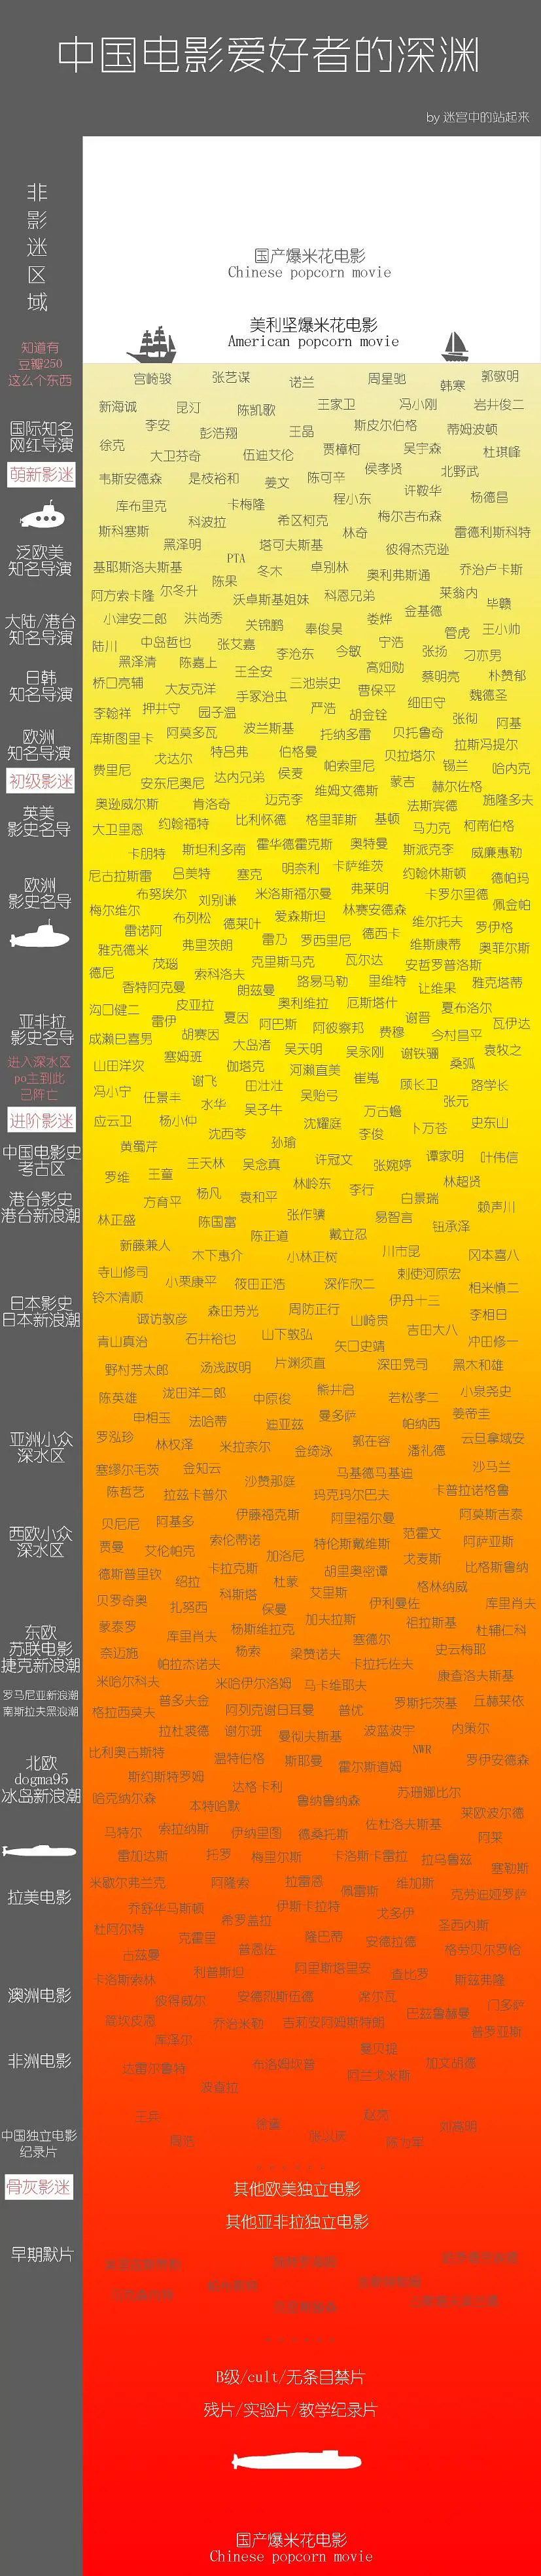 中国电影爱好者的深渊
by 迷宫中的站起来
非影迷区域
国产爆米花电影
Chinese popcorn movie
美利坚爆米花电影
American popcorn movie
知道有
豆瓣250
这么个东西
宫崎骏 张艺谋 诺兰 周星驰 韩寒 郭敬明
新海诚 昆汀 陈凯歌 王家卫 冯小刚 岩井俊二
国际知名
网红导演
李安 彭浩翔 王晶 斯皮尔伯格 蒂姆波顿
徐克 大卫芬奇 伍迪艾伦 贾樟柯 吴宇森 杜琪峰
萌新影迷
韦斯安德森 是枝裕和 姜文 陈可辛 侯孝贤 北野武
库布里克 卡梅隆 程小东 许鞍华 杨德昌
斯科塞斯 科波拉 希区柯克 林奇 梅尔吉布森 雷德利斯科特
黑泽明 PTA 塔可夫斯基 彼得杰克逊
泛欧美
知名导演
基耶斯洛夫斯基 陈果 冬木 卓别林 奥利弗斯通 乔治卢卡斯
阿方索卡隆 尔冬升 沃卓斯基姐妹 科恩兄弟 莱翁内 毕赣
大陆/港台
知名导演
小津安二郎 洪尚秀 关锦鹏 奉俊昊 娄烨 金基德 管虎 王小帅
陆川 中岛哲也 张艾嘉 李沧东 今敏 宁浩 张扬 刁亦男
黑泽清 陈嘉上 王全安 高畑勋 蔡明亮 朴赞郁
日韩
知名导演
桥口亮辅 大友克洋 手冢治虫 三池崇史 曹保平 细田守 魏德圣
李翰祥 押井守 园子温 严浩 胡金铨 张彻 阿基
欧洲
知名导演
库斯图里卡 阿莫多瓦 波兰斯基 托纳多雷 贝托鲁奇 拉斯冯提尔
戈达尔 特吕弗 伯格曼 帕索里尼 贝拉塔尔 锡兰 哈内克
初级影迷
费里尼 安东尼奥尼 达内兄弟 侯麦 维姆文德斯 蒙吉 赫尔佐格
英美
影史名导
奥逊威尔斯 肯洛奇 迈克李 法斯宾德 施隆多夫
大卫里恩 约翰福特 比利怀德 格里菲斯 基顿 马力克 柯南伯格
卡朋特 斯坦利多南 霍华德霍克斯 奥特曼 斯派克李 威廉惠勒
欧洲
影史名导
尼古拉斯雷 吕美特 塞克 明奈利 卡萨维茨 约翰休斯顿 德帕玛
布努埃尔 刘别谦 米洛斯福尔曼 弗莱明 卡罗尔里德 佩金帕
梅尔维尔 布列松 德莱叶 爱森斯坦 林赛安德森 维尔托夫 罗伊格
雷诺阿 弗里茨朗 雷乃 罗西里尼 德西卡 维斯康蒂 奥菲尔斯
雅克德米 茂瑙 克里斯马克 瓦尔达 安哲罗普洛斯
德尼 香特阿克曼 索科洛夫 朗兹曼 路易马勒 里维特 让维果 雅克塔蒂
亚非拉
影史名导
沟口健二 雷伊 皮亚拉 夏因 奥利维拉 厄斯塔什 谢晋 夏布洛尔 瓦伊达
成濑巳喜男 胡赛因 大岛渚 阿巴斯 阿彼察邦 费穆 今村昌平 袁牧之
进入深水区
po主到此
已阵亡
山田洋次 塞姆班 伽塔克 吴天明 吴永刚 谢铁骊 桑弧
谢飞 田壮壮 河濑直美 崔嵬 顾长卫 路学长
冯小宁 任景丰 水华 吴子牛 吴贻弓 万古蟾 张元
进阶影迷
应云卫 杨小仲 沈西苓 沈耀庭 李俊 卜万苍 史东山
中国电影史
考古区
黄蜀芹 孙瑜 谭家明 叶伟信
罗维 王童 王天林 吴念真 许冠文 张婉婷 林超贤
港台影史
港台新浪潮
方育平 杨凡 袁和平 林岭东 李行 白景瑞 赖声川
林正盛 陈国富 张作骥 易智言 钮承泽
陈正道 戴立忍
新藤兼人 木下惠介 小林正树 川市昆 冈本喜八
寺山修司 小栗康平 筱田正浩 深作欣二 剌使河原宏 相米慎二
日本影史
日本新浪潮
铃木清顺 诹访敦彦 森田芳光 周防正行 山崎贵 伊丹十三 李相日
青山真治 石井裕也 山下敦弘 矢口史靖 吉田大八 冲田修一
野村芳太郎 汤浅政明 片渊须直 深田晃司 黑木和雄
陈英雄 泷田洋二郎 中原俊 熊井启 若松孝二 小泉尧史
申相玉 法哈蒂 迪亚兹 曼多萨 帕纳西 姜帝圭
亚洲小众
深水区
罗泓轸 林权泽 米拉奈尔 金绮泳 郭在容 潘礼德 云旦拿域安
塞缪尔毛茨 金知云 沙赞那庭 马基德马基迪 沙马兰
陈哲艺 拉兹卡普尔 玛克玛尔巴夫 卡普拉诺格鲁
西欧小众
深水区
贝尼尼 阿基多 伊藤福克斯 阿里福尔曼 阿莫斯吉泰
贾曼 艾伦帕克 索伦蒂诺 特伦斯戴维斯 范霍文 阿萨亚斯
德斯普里钦 绍拉 卡拉克斯 加洛尼 胡里奥密谭 戈麦斯 比格斯鲁纳
贝罗奇奥 扎努西 科斯塔 杜蒙 艾里斯 伊利曼佐 格林纳威 库里肖夫
东欧
苏联电影
捷克新浪潮
蒙泰罗 库里肖夫 杨斯维拉克 保曼 加夫拉斯 塞德尔 祖拉斯基 杜辅仁科
奈迈施 帕拉杰诺夫 杨索 梁赞诺夫 卡拉托佐夫 史云梅耶
罗马尼亚新浪潮
南斯拉夫黑浪潮
米哈尔科夫 米哈伊尔洛姆 马卡维耶夫 康查洛夫斯基
格拉西莫夫 普多夫金 阿列克谢日耳曼 普优 罗斯托茨基 丘赫莱依
拉杜裘德 谢尔班 曼彻夫斯基 波蓝波宇 内策尔
北欧
dogma95
冰岛新浪潮
比利奥古斯特 温特伯格 斯耶曼 霍尔斯道姆 NWR 罗伊安德森
斯约斯特罗姆 达格卡利 苏珊娜比尔
哈克纳尔森 本特哈默 鲁纳鲁纳森 莱欧波尔德
马特尔 索拉纳斯 伊纳里图 德桑托斯 佐杜洛夫斯基 阿莱
雷加达斯 托罗 梅里尔斯 卡洛斯卡雷拉 拉乌鲁兹 塞勒斯
拉美电影
米歇尔弗兰克 阿隆索 拉雷恩 佩雷斯 维加斯 克劳迪娅罗萨
乔舒华马斯顿 希罗盖拉 伊斯卡拉特 戈多伊 圣西内斯
杜阿尔特 克霍里 普恩佐 隆巴蒂 安德拉德 格劳贝尔罗恰
古兹曼
卡洛斯索林 利普斯坦 阿里斯塔里安 查比罗 斯兹弗隆
澳洲电影
彼得威尔 安德烈斯伍德 席尔瓦 巴兹鲁赫曼 门多萨
简坎皮恩 乔治米勒 吉莉安阿姆斯特朗 普罗亚斯
库泽尔
非洲电影
达雷尔鲁特 布洛姆坎普 曼贝提 加文胡德
波查拉 阿兰戈米斯
中国独立电影
纪录片
王兵 徐童 赵亮 刘高明
骨灰影迷
其他欧美独立电影
其他亚非拉独立电影
早期默片
B级/cult/无条目禁片
残片/实验片/教学纪录片
国产爆米花电影
Chinese popcorn movie